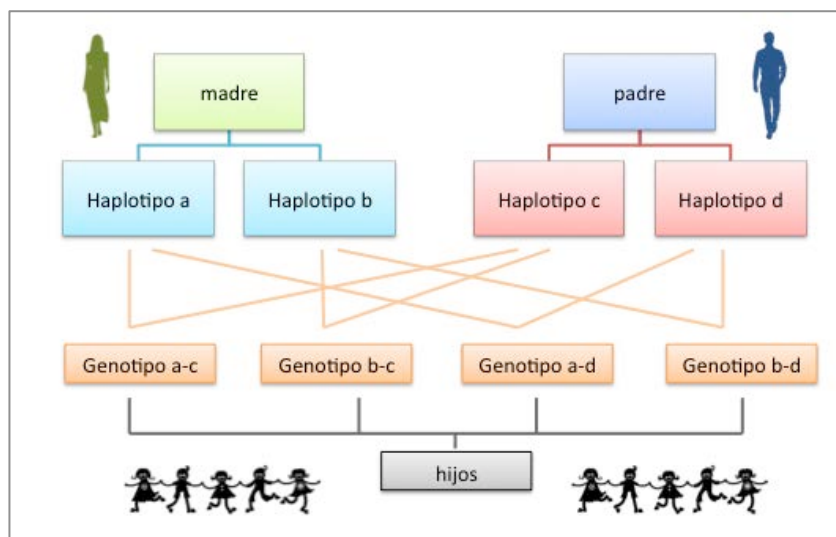 madre
padre
Haplotipo a
Haplotipo b
Haplotipo c
Haplotipo d
Genotipo a-c
Genotipo b-c
Genotipo a-d
Genotipo b-d
hijos